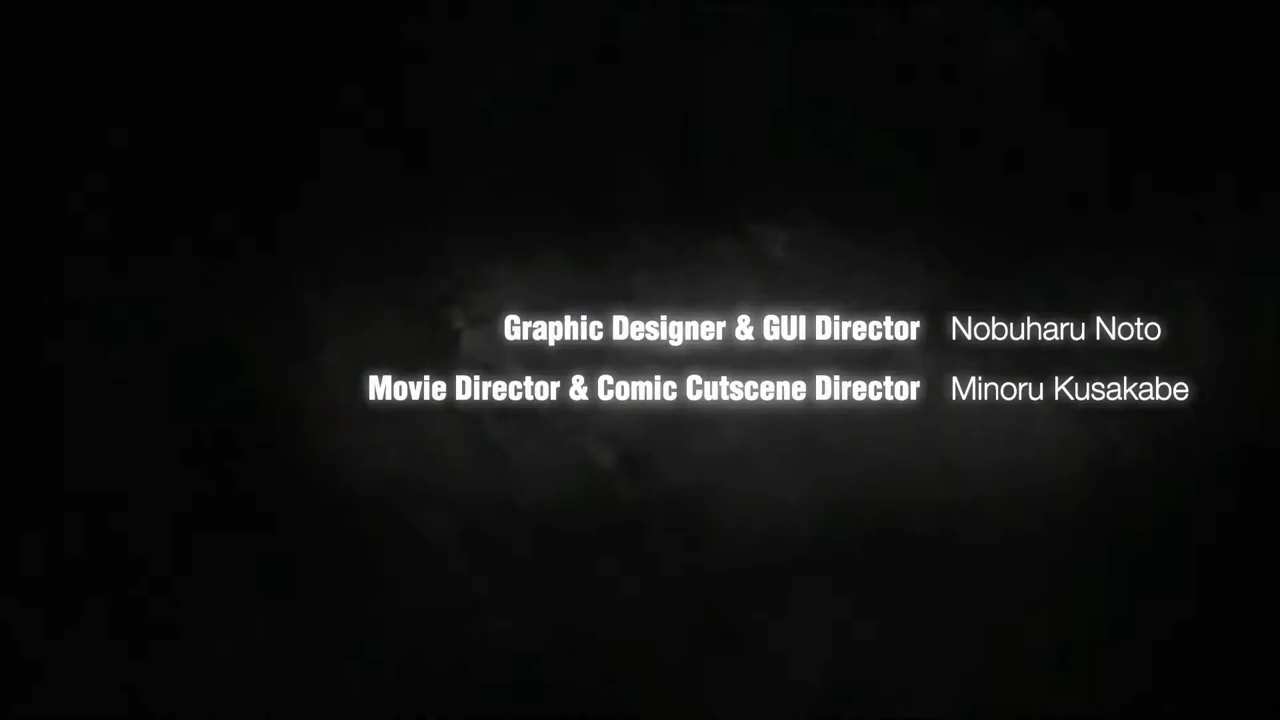 Graphic Designer & GUI Director Nobuharu Noto
Movie Director & Comic Cutscene Director Minoru Kusakabe